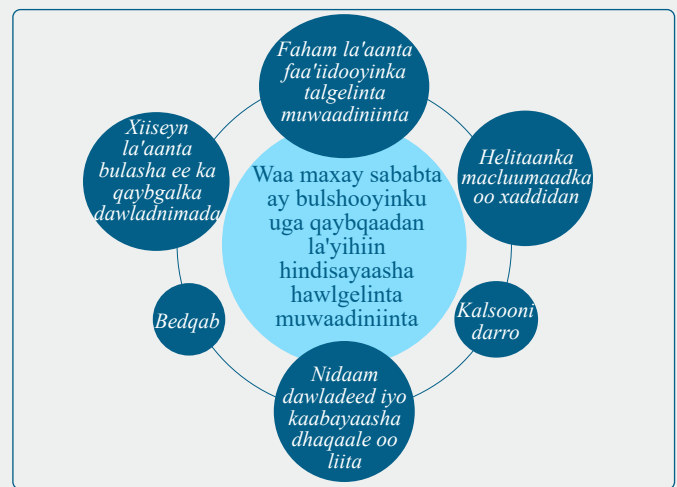 Faham la'aanta
faa'iidooyinka
talgelinta
muwaadiniinta
Xiiseyn
la'aanta
bulasha ee ka
qaybgalka
dawladnimada
Helitaanka
macluumaadka
oo xaddidan
Waa maxay sababta
ay bulshooyinku
uga qaybqaadan
la'yihiin
hindisayaasha
hawlgelinta
muwaadiniinta
Bedqab
Kalsooni
darro
Nidaam
dawladeed iyo
kaabayaasha
dhaqaale oo
liita